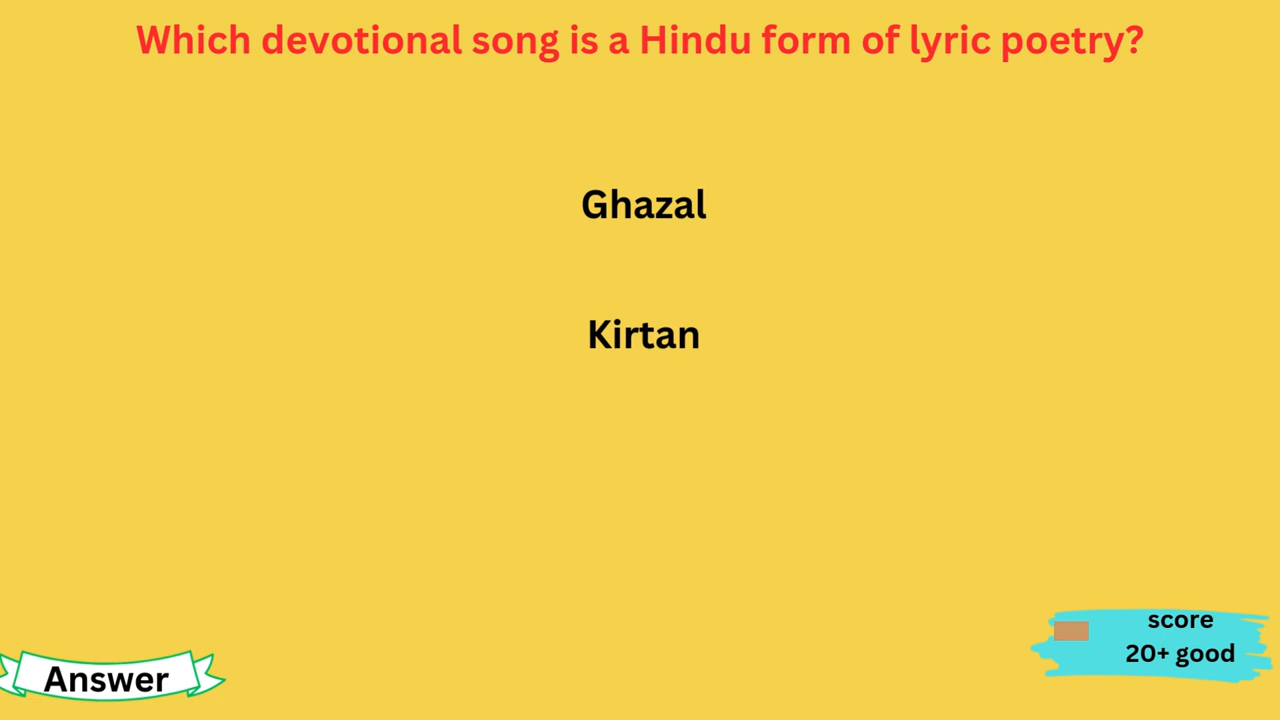 Which devotional song is a Hindu form of lyric poetry?
Ghazal
Kirtan
score
20+ good
Answer